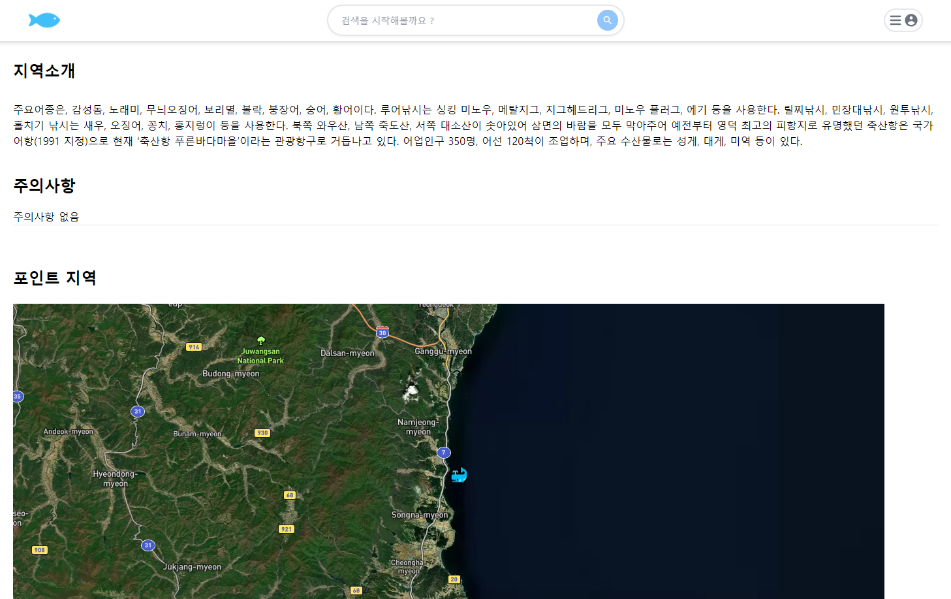 검색을 시작해볼까요 ?
지역소개
주요어종은, 감성돔, 노래미, 무늬오징어, 보리멸, 볼락, 붕장어, 숭어, 황어이다. 루어낚시는 싱킹 미노우, 메탈지그, 지그헤드리그, 미노우 플러그, 에기 등을 사용한다. 릴찌낚시, 민장대낚시, 원투낚시,
훌치기 낚시는 새우, 오징어, 꽁치, 홍지렁이 등을 사용한다. 북쪽 와우산, 남쪽 죽도산, 서쪽 대소산이 솟아있어 삼면의 바람을 모두 막아주어 예전부터 영덕 최고의 피항지로 유명했던 축산항은 국가
어항(1991 지정)으로 현재 '축산항 푸른바다마을'이라는 관광항구로 거듭나고 있다. 어업인구 350명, 어선 120척이 조업하며, 주요 수산물로는 성게, 대게, 미역 등이 있다.
주의사항
주의사항 없음
포인트 지역
30
914
Juwangsan
National Park
Dalsan-myeon
Ganggu-myeon
Budong-myeon
35
31
Namjeong-
myeon
Andeok-myeon
Bunam-myeon
930
7
Hyeondong-
myeon
68
Songna-myeon
921
31
908
Cheongha-
myeon
Jukjang-myeon
20
68